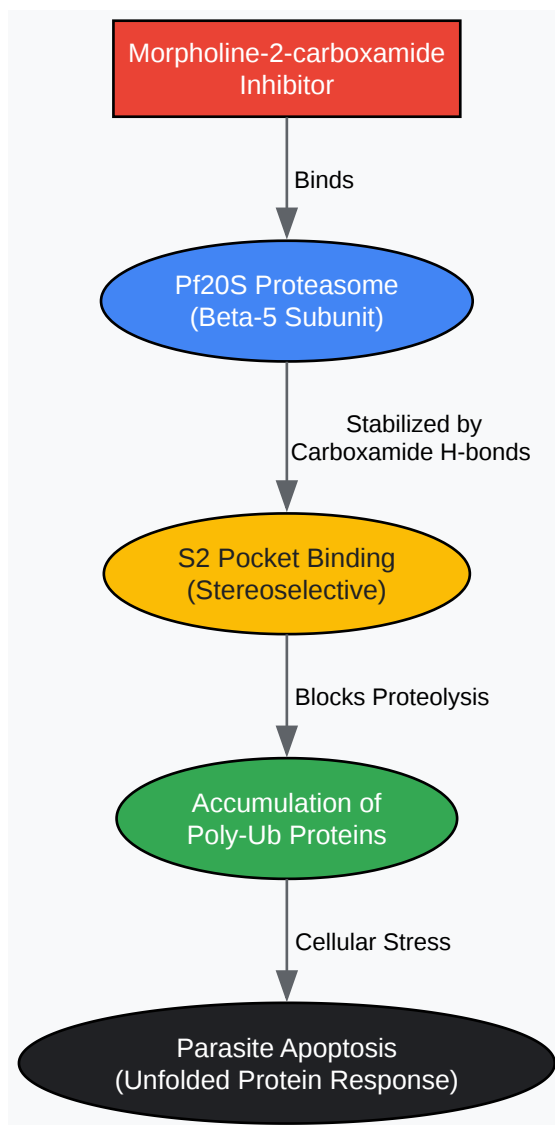 Morpholine-2-carboxamide
Inhibitor
Binds
Pf20S Proteasome
(Beta-5 Subunit)
Stabilized by
Carboxamide H-bonds
S2 Pocket Binding
(Stereoselective)
Blocks Proteolysis
Accumulation of
Poly-Ub Proteins
Cellular Stress
Parasite Apoptosis
(Unfolded Protein Response)